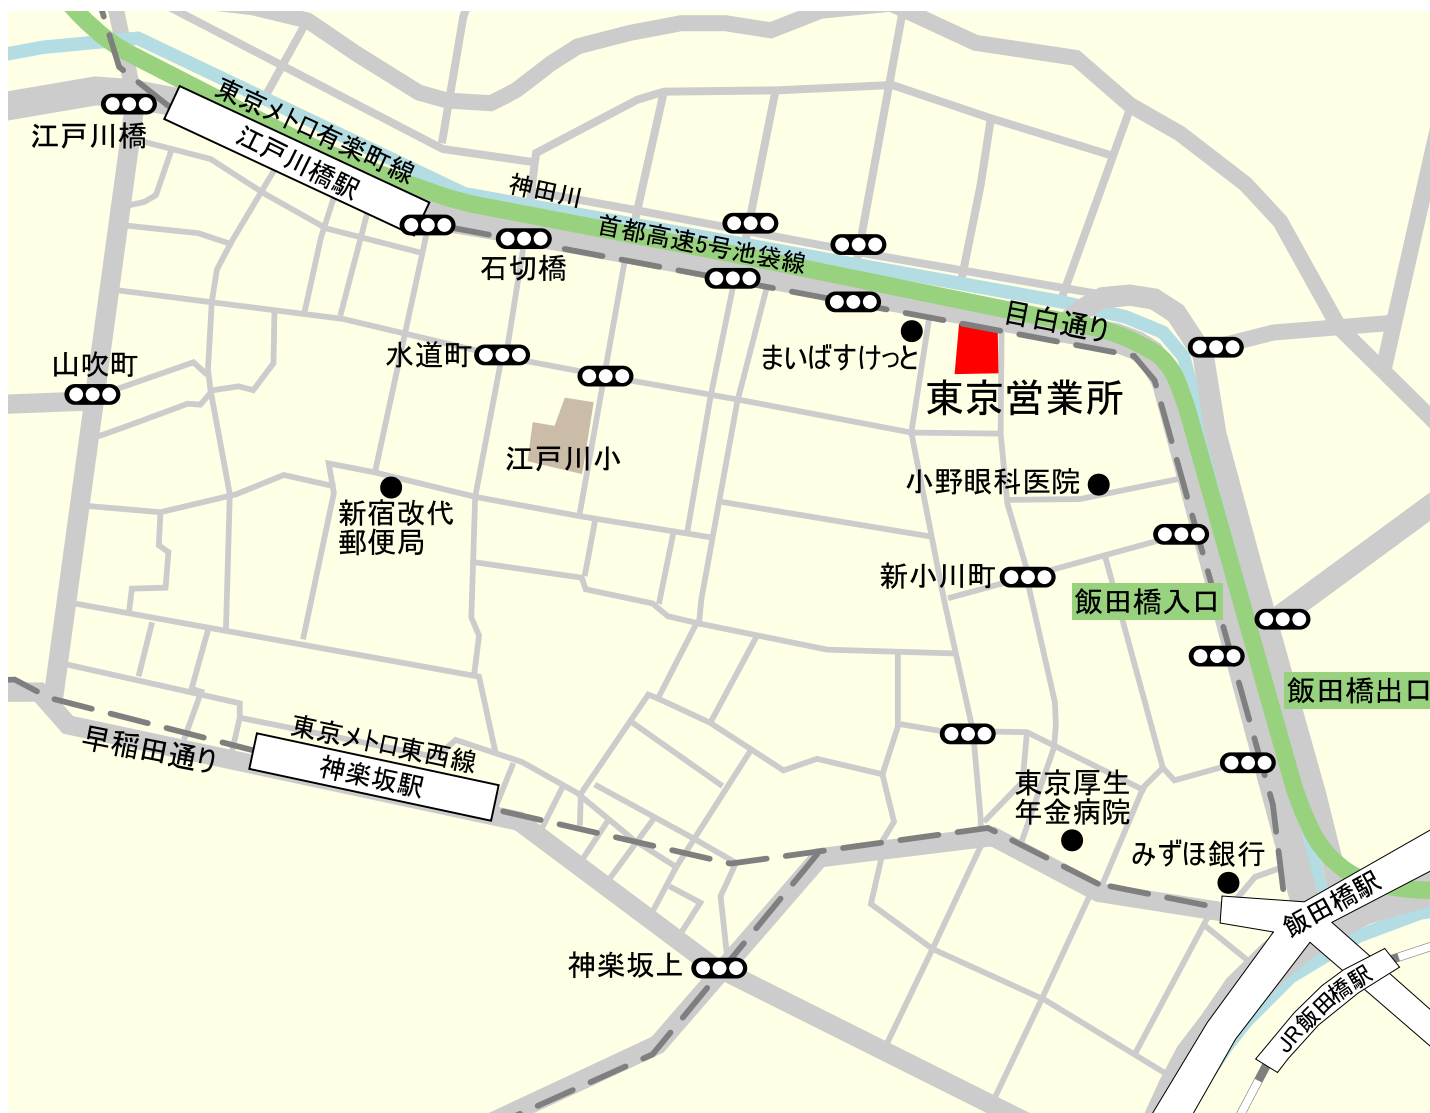 東京メトロ有楽町線
江戸川橋
江戸川橋駅
神田川
首都高速5号池袋線
石切橋
目白通り
山吹町
水道町
まいばすけっと
東京営業所
江戸川小
小野眼科医院
新宿改代
郵便局
新小川町
飯田橋入口
飯田橋出口
東京メトロ東西線
早稲田通り
神楽坂駅
東京厚生
年金病院
みずほ銀行
飯田橋駅
神楽坂上
JR飯田橋駅